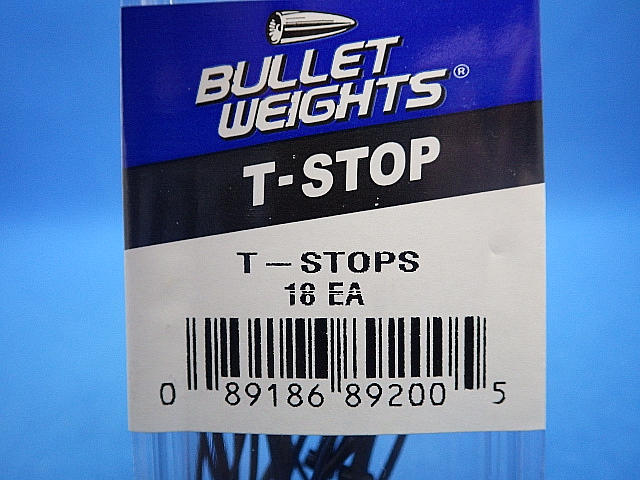 BULLET
WEIGHTS®
T-STOP
T-STOPS
18 EA
0 89186 89200 5